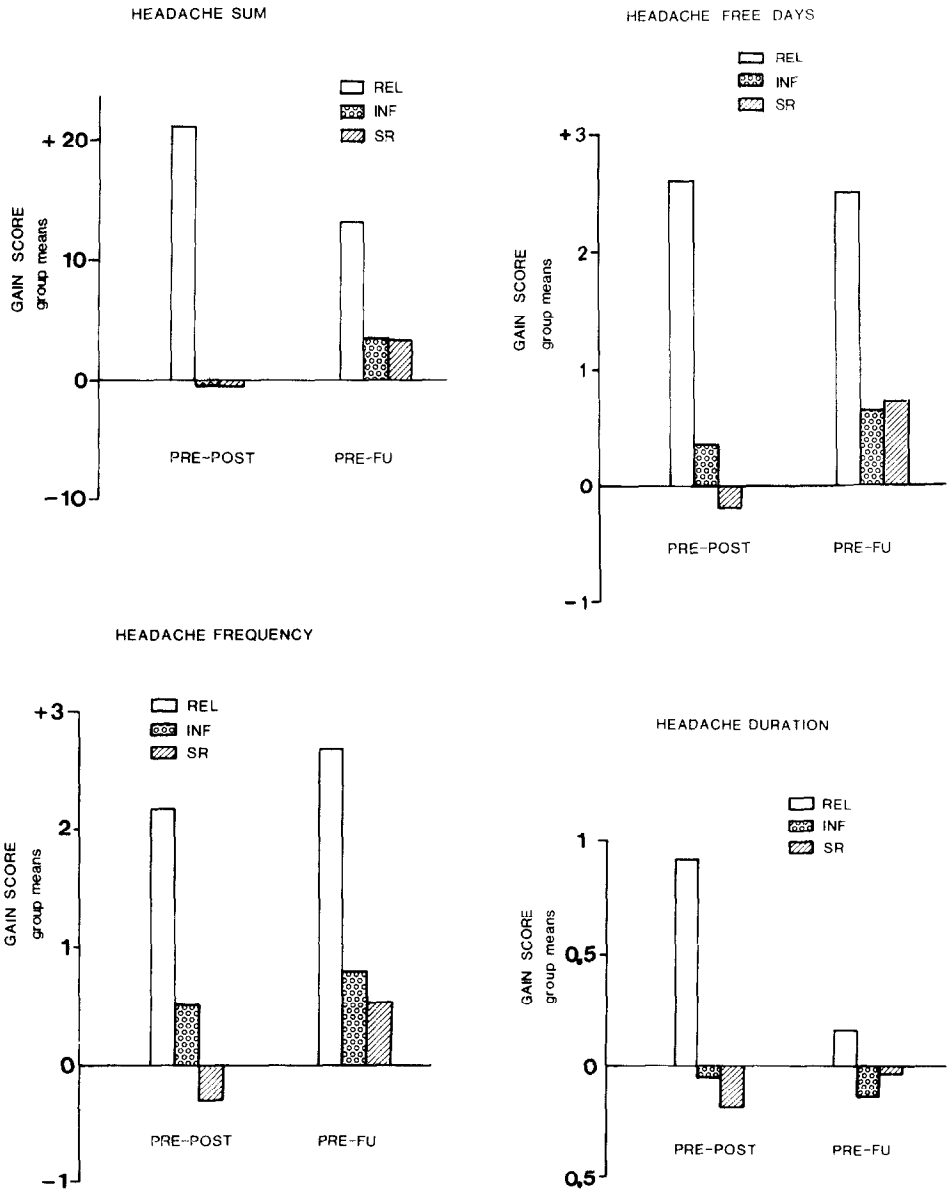 HEADACHE SUM
REL
INF
SR
+ 20
10
0
−10
GAIN SCORE
group means
PRE-POST
PRE-FU
HEADACHE FREE DAYS
REL
INF
SR
+3
2
1
0
−1
GAIN SCORE
group means
PRE-POST
PRE-FU
HEADACHE FREQUENCY
REL
INF
SR
+3
2
1
0
−1
GAIN SCORE
group means
PRE-POST
PRE-FU
HEADACHE DURATION
REL
INF
SR
1
0,5
0
0,5
GAIN SCORE
group means
PRE-POST
PRE-FU